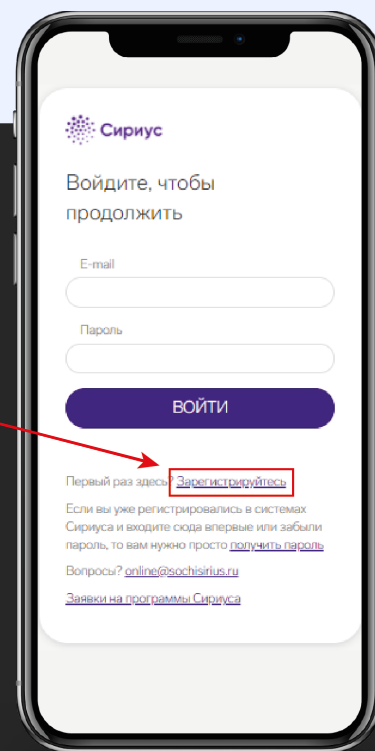 Сириус
Войдите, чтобы
продолжить
E-mail
Пароль
ВОЙТИ
Первый раз здесь? Зарегистрируйтесь
Если вы уже регистрировались в системах
Сириуса и входите сюда впервые или забыли
пароль, то вам нужно просто получить пароль
Вопросы? online@sochisirius.ru
Заявки на программы Сириуса